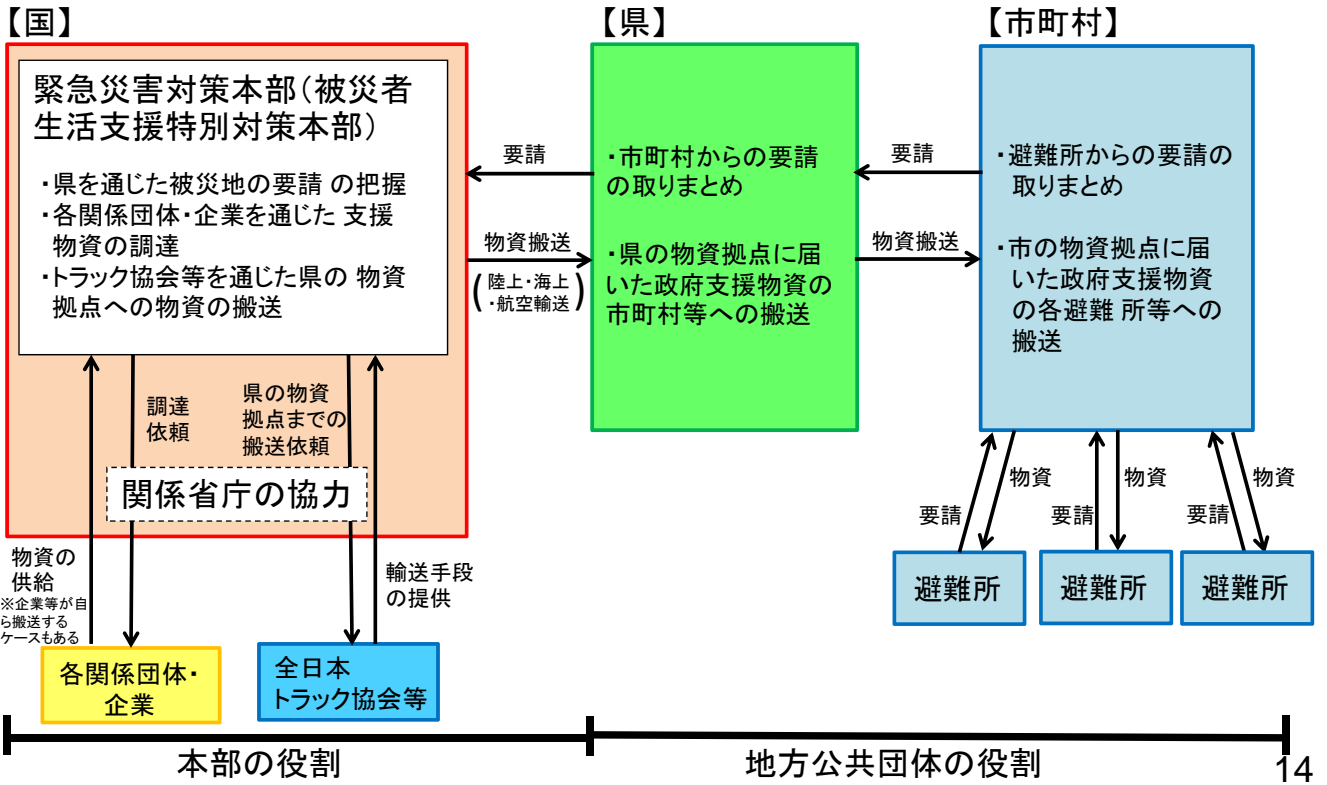 【国】
【県】
【市町村】
緊急災害対策本部(被災者
生活支援特別対策本部)
・県を通じた被災地の要請 の把握
・各関係団体・企業を通じた 支援
物資の調達
・トラック協会等を通じた県の 物資
拠点への物資の搬送
要請
物資搬送
(陸上・海上
・航空輸送)
・市町村からの要請
の取りまとめ
・県の物資拠点に届
いた政府支援物資の
市町村等への搬送
要請
物資搬送
・避難所からの要請の
取りまとめ
・市の物資拠点に届
いた政府支援物資
の各避難 所等への
搬送
調達
依頼
県の物資
拠点までの
搬送依頼
関係省庁の協力
物資の
供給
※企業等が自
ら搬送する
ケースもある
輸送手段
の提供
各関係団体・
企業
全日本
トラック協会等
要請
物資
要請
物資
要請
物資
避難所
避難所
避難所
本部の役割
地方公共団体の役割
14